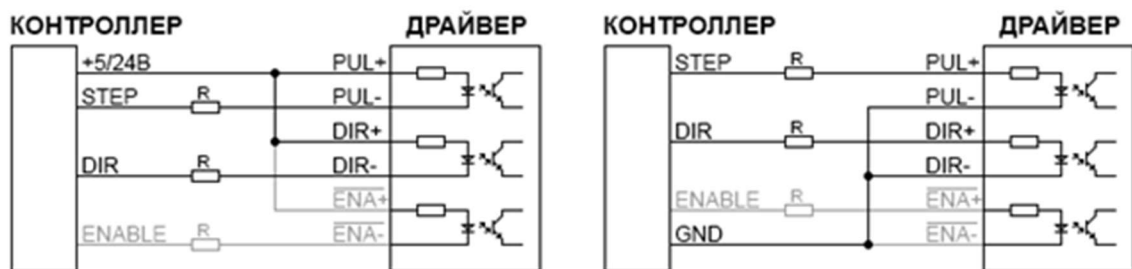 КОНТРОЛЛЕР ДРАЙВЕР
+5/24В PUL+
STEP R PUL-
DIR+
DIR R DIR-
ENA+
ENABLE R ENA-
КОНТРОЛЛЕР ДРАЙВЕР
STEP R PUL+
PUL-
DIR R DIR+
DIR-
ENABLE R ENA+
GND ENA-